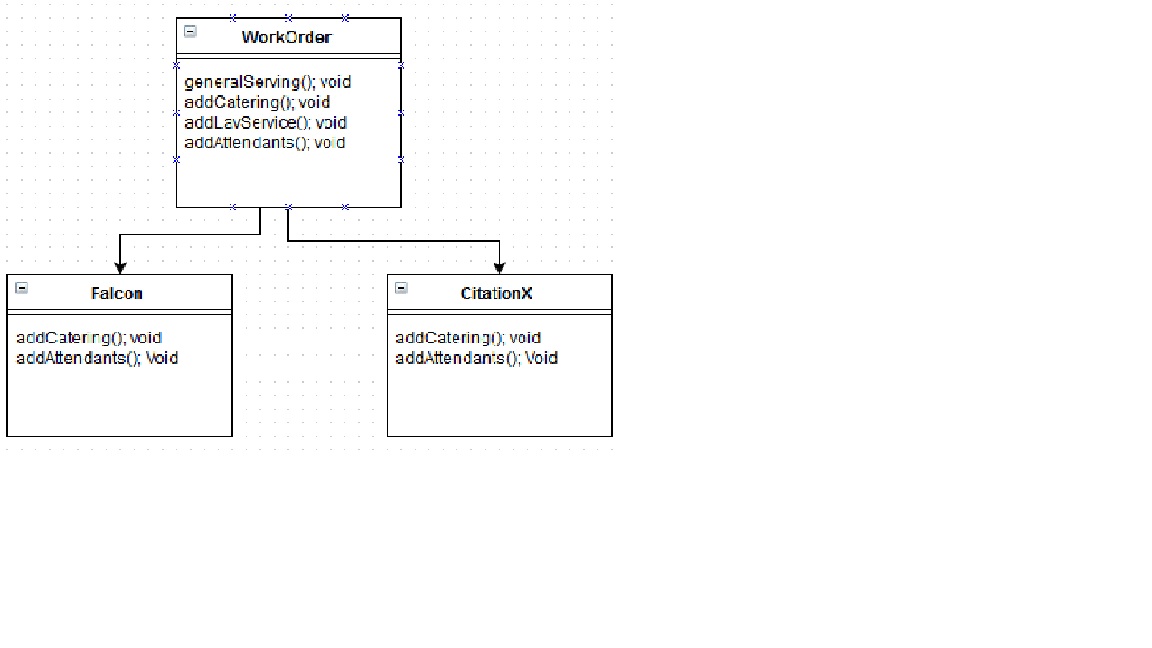 WorkOrder
generalServing(); void
addCatering(); void
addLavService(); void
addAttendants(); void
Falcon
addCatering(); void
addAttendants(); Void
CitationX
addCatering(); void
addAttendants(); Void